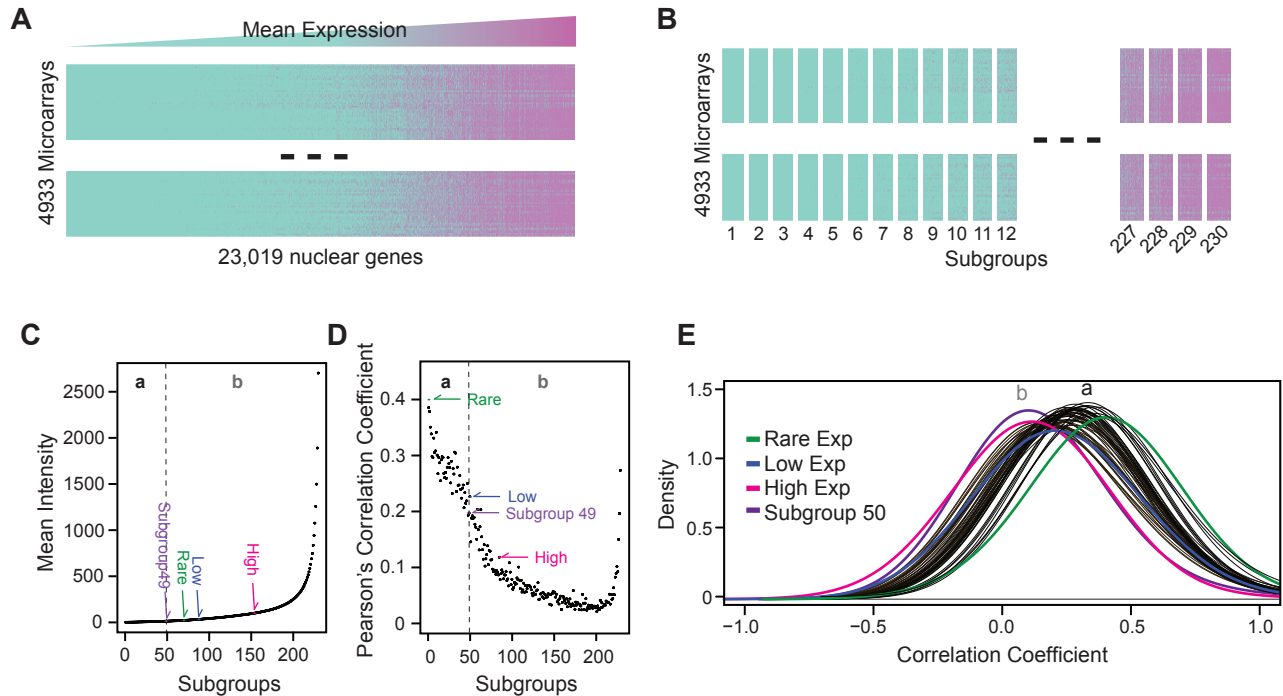 A
Mean Expression
4933 Microarrays
23,019 nuclear genes
B
4933 Microarrays
1 2 3 4 5 6 7 8 9 10 11 12 227 228 229 230
Subgroups
C
Mean Intensity
2500
2000
1500
1000
500
0
a b
Subgroup49
Rare
Low
High
0 50 100 150 200
Subgroups
D
Pearson's Correlation Coefficient
0.4
0.3
0.2
0.1
0
a b
Rare
Low
Subgroup 49
High
0 50 100 150 200
Subgroups
E
Density
1.5
1.0
1.5
0
b a
Rare Exp
Low Exp
High Exp
Subgroup 50
−1.0 0.0 0.5 1.0
Correlation Coefficient